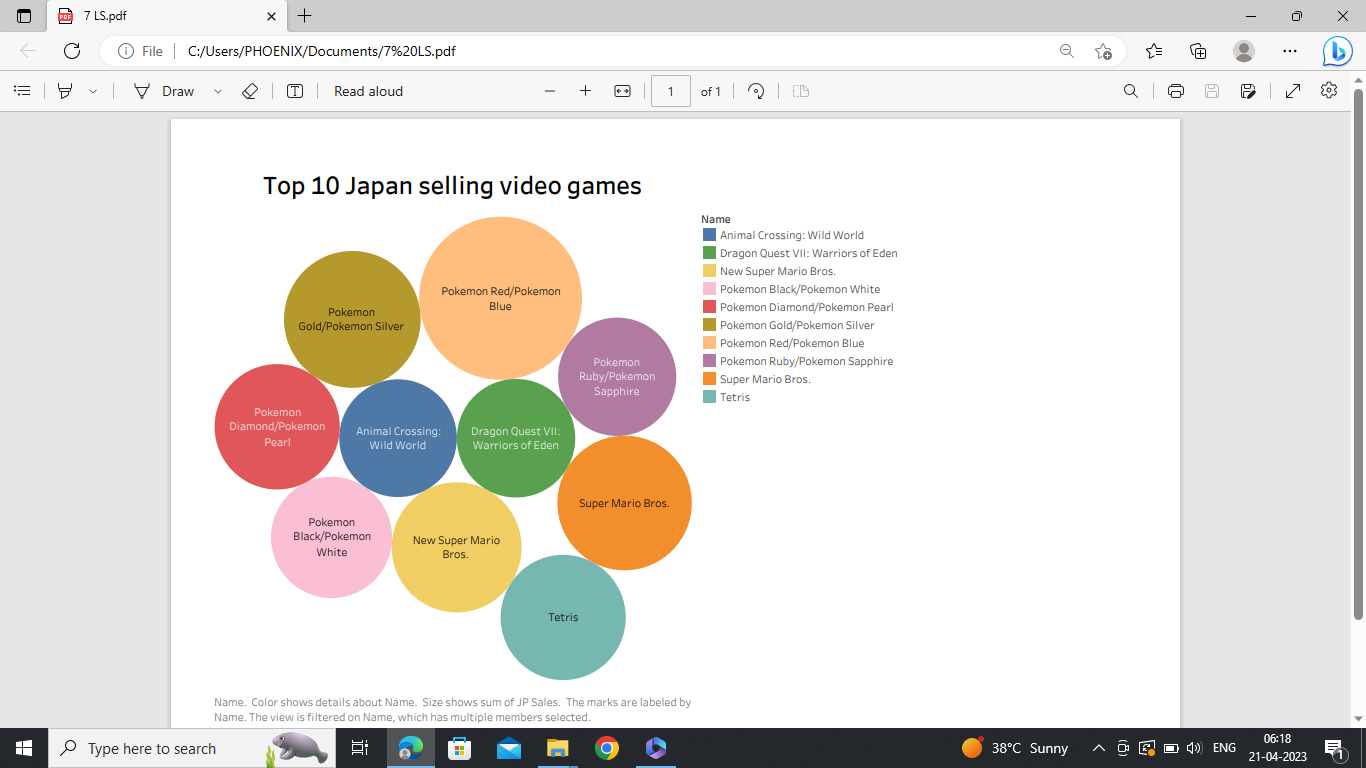 7 LS.pdf
File
C:/Users/PHOENIX/Documents/7%20LS.pdf
Draw
Read aloud
1
of 1
Top 10 Japan selling video games
Pokemon Red/Pokemon
Blue
Pokemon
Gold/Pokemon Silver
Pokemon
Ruby/Pokemon
Sapphire
Pokemon
Diamond/Pokemon
Pearl
Animal Crossing:
Wild World
Dragon Quest VII:
Warriors of Eden
Super Mario Bros.
Pokemon
Black/Pokemon
White
New Super Mario
Bros.
Tetris
Name
Animal Crossing: Wild World
Dragon Quest VII: Warriors of Eden
New Super Mario Bros.
Pokemon Black/Pokemon White
Pokemon Diamond/Pokemon Pearl
Pokemon Gold/Pokemon Silver
Pokemon Red/Pokemon Blue
Pokemon Ruby/Pokemon Sapphire
Super Mario Bros.
Tetris
Name. Color shows details about Name. Size shows sum of JP Sales. The marks are labeled by
Name. The view is filtered on Name, which has multiple members selected.
Type here to search
38°C Sunny
ENG
06:18
21-04-2023
1